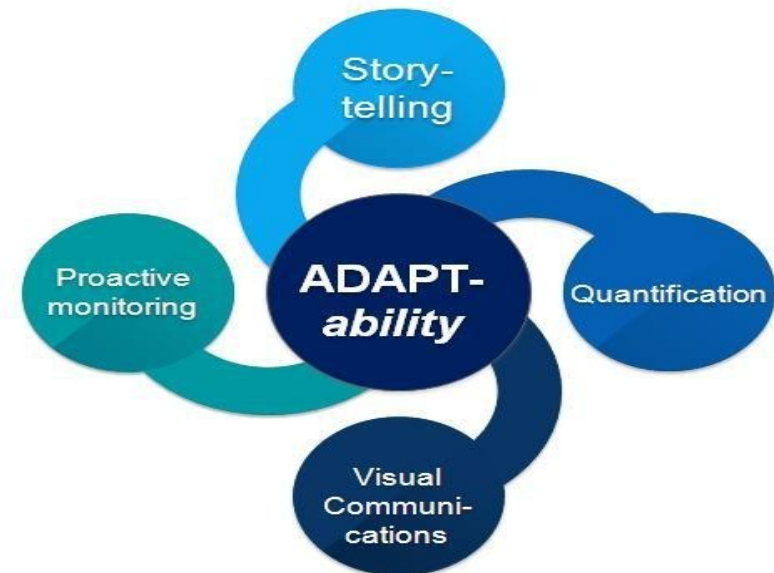 Story-
telling
ADAPT-
ability
Proactive
monitoring
Quantification
Visual
Communi-
cations